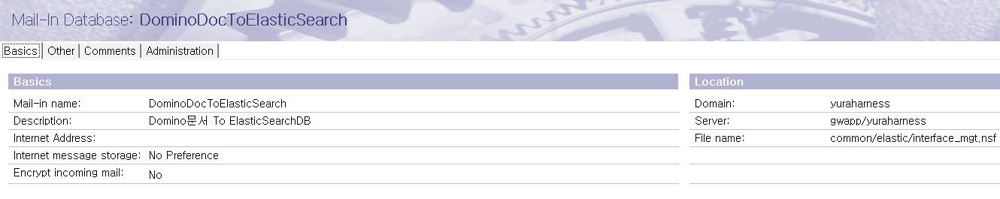 Mail-In Database: DominoDocToElasticSearch
Basics Other Comments Administration
Basics
Mail-in name: DominoDocToElasticSearch
Description: Domino문서 To ElasticSearchDB
Internet Address:
Internet message storage: No Preference
Encrypt incoming mail: No
Location
Domain: yuraharness
Server: gwapp/yuraharness
File name: common/elastic/interface_mgt.nsf